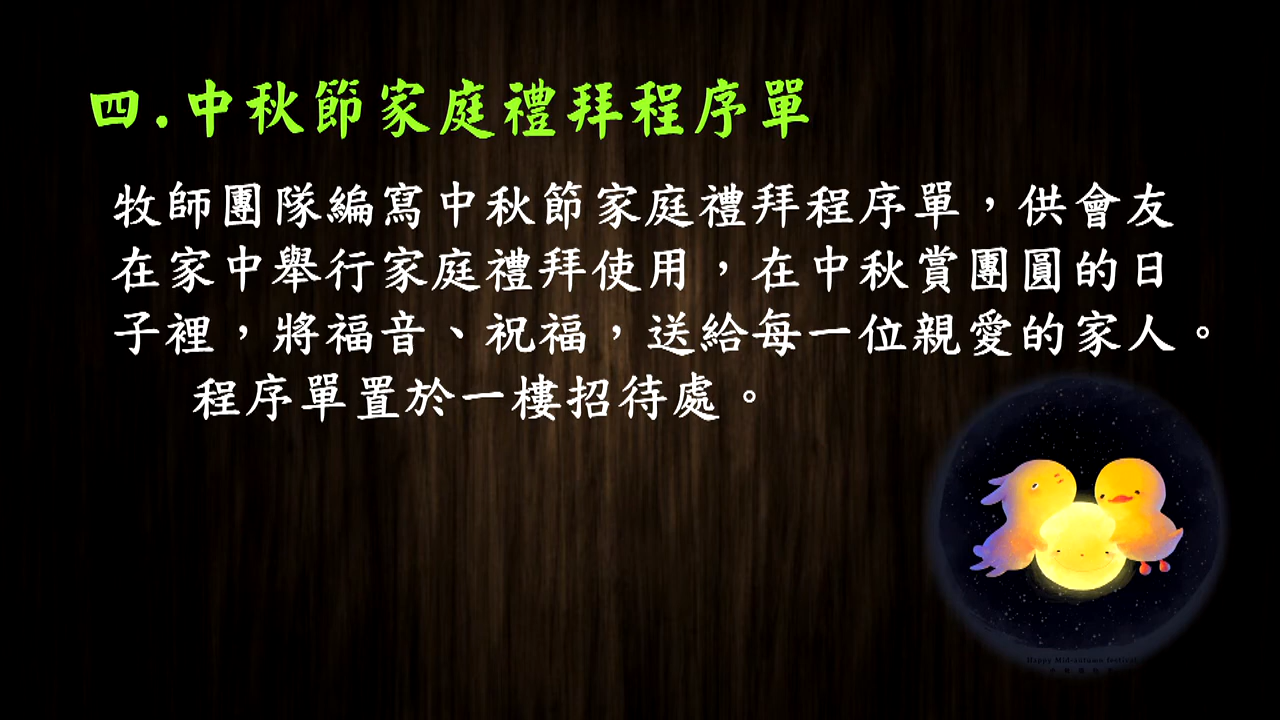 四.中秋節家庭禮拜程序單
牧師團隊編寫中秋節家庭禮拜程序單，供會友
在家中舉行家庭禮拜使用，在中秋賞團圓的日
子裡，將福音、祝福，送給每一位親愛的家人。
程序單置於一樓招待處。
Happy Mid-autumn festival